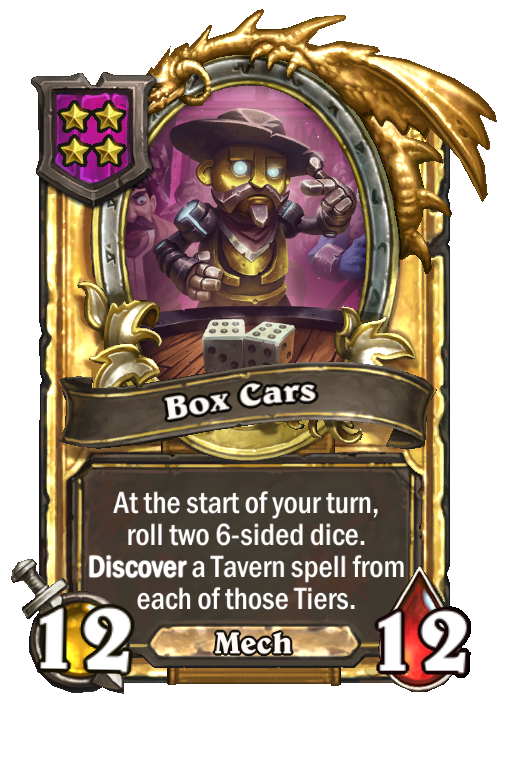 Box Cars
At the start of your turn,
roll two 6-sided dice.
Discover a Tavern spell from
each of those Tiers.
12
Mech
12